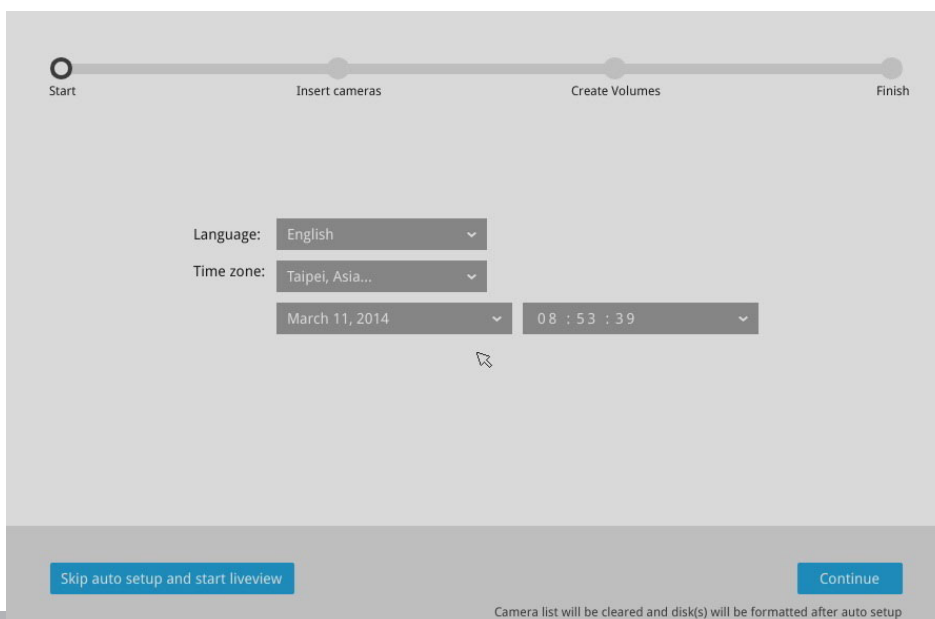 Start Insert cameras Create Volumes Finish
Language: English
Time zone: Taipei, Asia...
March 11, 2014 08 : 53 : 39
Skip auto setup and start liveview Continue
Camera list will be cleared and disk(s) will be formatted after auto setup